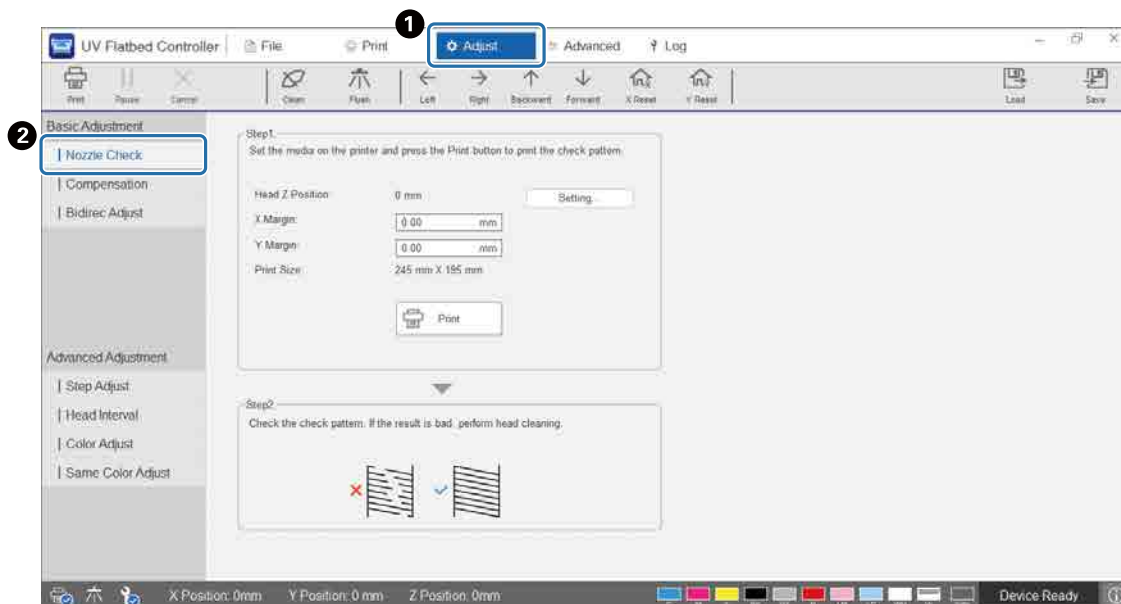 1
UV Flatbed Controller File Print Adjust Advanced Log
Print Pause Cancel Clean Flush Left Right Backward Forward X Reset Y Reset Load Save
2
Basic Adjustment
Nozzle Check
Compensation
Bidirec Adjust
Advanced Adjustment
Step Adjust
Head Interval
Color Adjust
Same Color Adjust
Step1.
Set the media on the printer and press the Print button to print the check pattern.
Head Z Position: 0 mm Setting...
X Margin: 0.00 mm
Y Margin: 0.00 mm
Print Size: 245 mm X 195 mm
Print
Step2.
Check the check pattern. If the result is bad, perform head cleaning.
X Position: 0mm Y Position: 0 mm Z Position: 0mm Device Ready